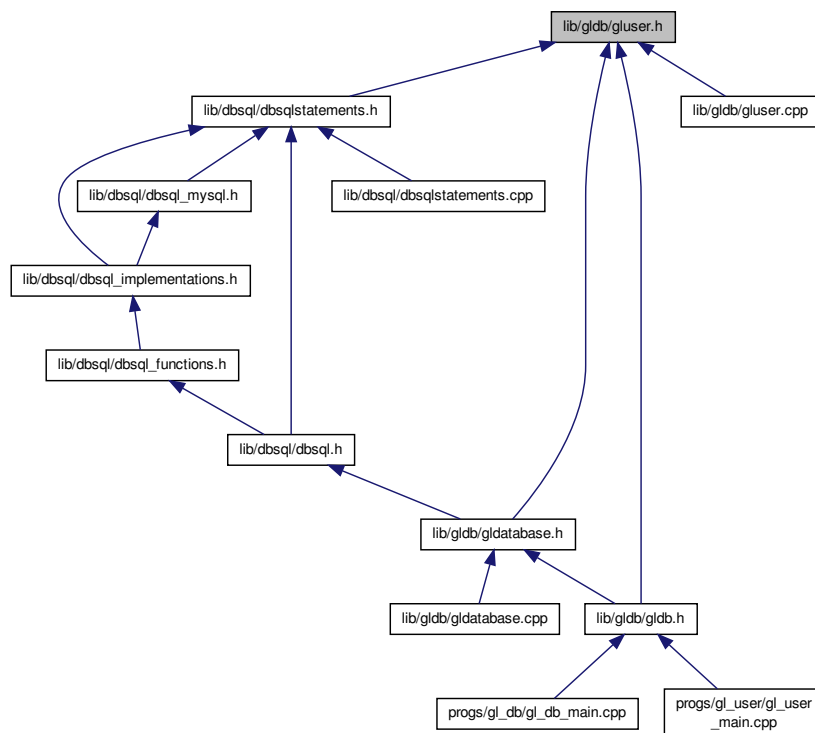 lib/gldb/gluser.h
lib/dbsql/dbsqlstatements.h
lib/gldb/gluser.cpp
lib/dbsql/dbsql_mysql.h
lib/dbsql/dbsqlstatements.cpp
lib/dbsql/dbsql_implementations.h
lib/dbsql/dbsql_functions.h
lib/dbsql/dbsql.h
lib/gldb/gldatabase.h
lib/gldb/gldatabase.cpp
lib/gldb/gldb.h
progs/gl_db/gl_db_main.cpp
progs/gl_user/gl_user
_main.cpp